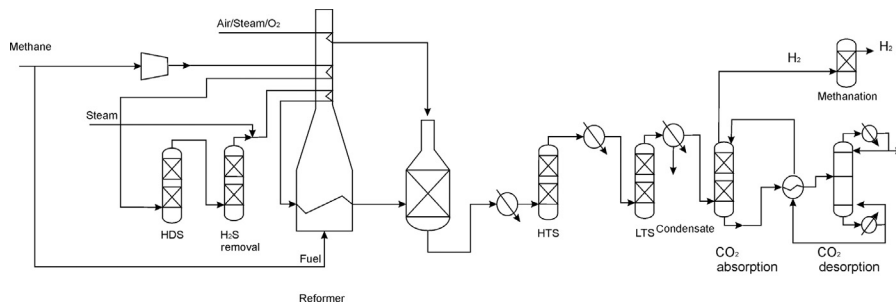 Air/Steam/O₂
Methane
H₂
H₂
Methanation
Steam
HDS
H₂S
removal
Fuel
HTS
LTS
Condensate
CO₂
absorption
CO₂
desorption
Reformer